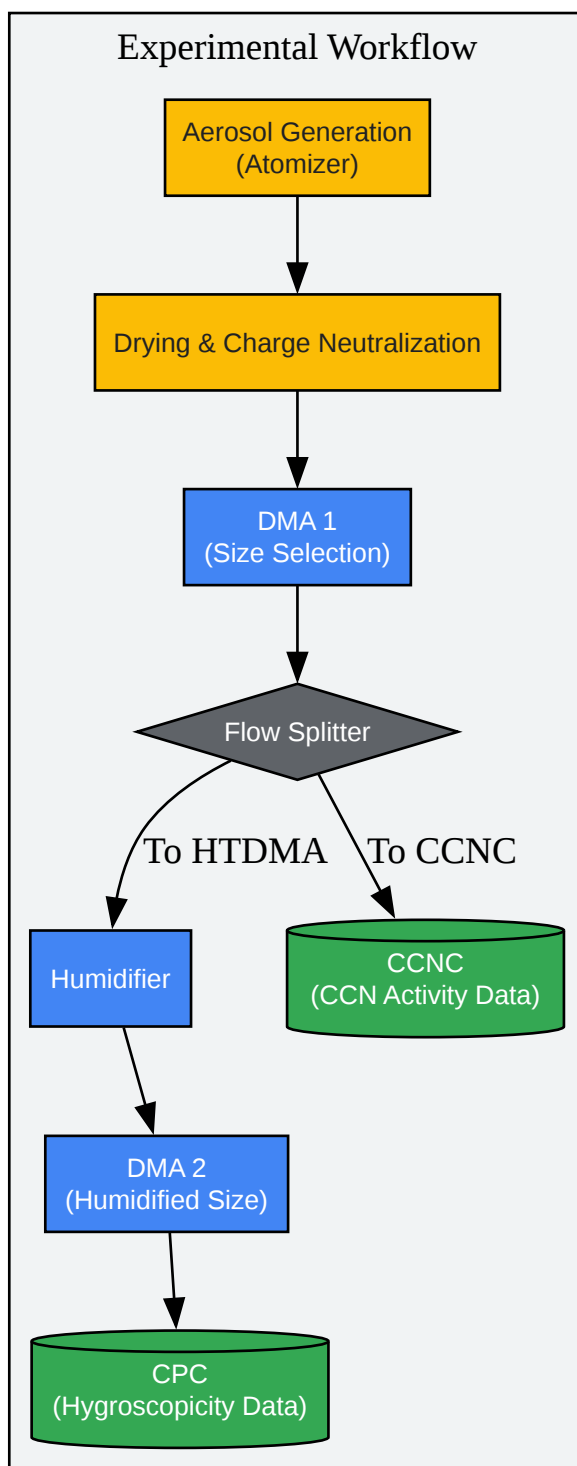 Experimental Workflow
Aerosol Generation
(Atomizer)
Drying & Charge Neutralization
DMA 1
(Size Selection)
Flow Splitter
To HTDMA
To CCNC
Humidifier
CCNC
(CCN Activity Data)
DMA 2
(Humidified Size)
CPC
(Hygroscopicity Data)